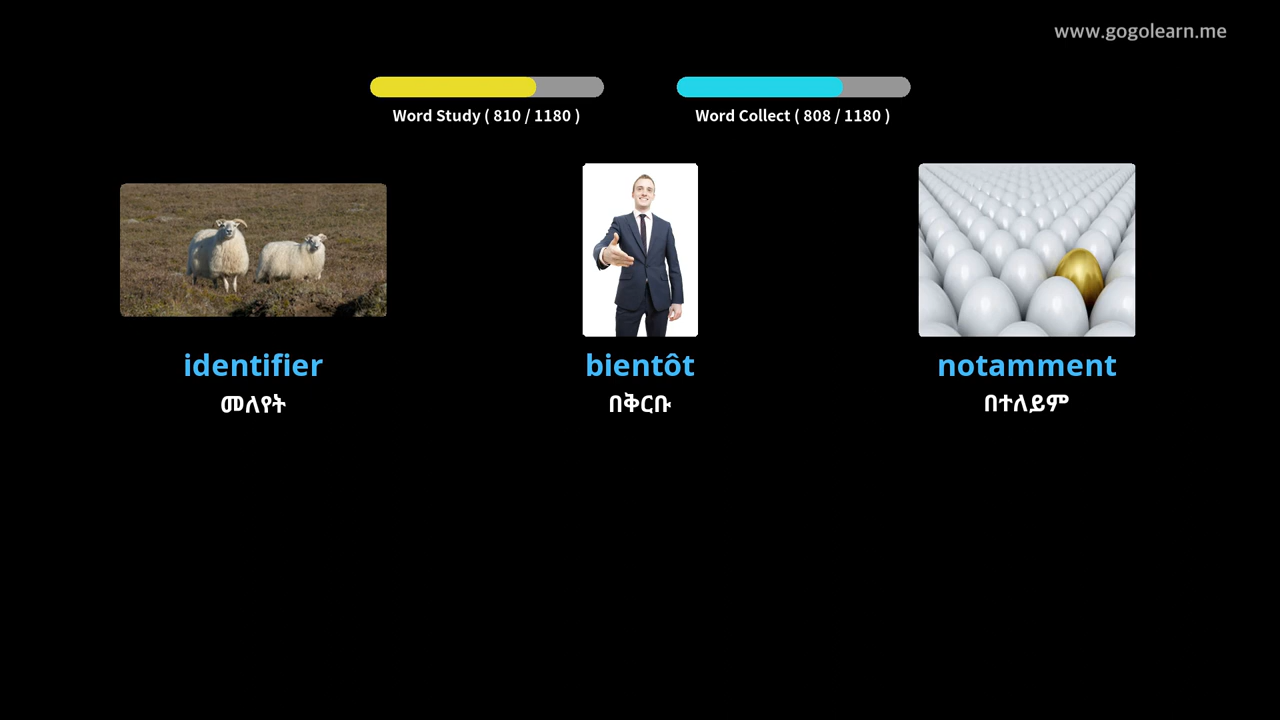 www.gogolearn.me
Word Study ( 810 / 1180 )
Word Collect ( 808 / 1180 )
identifier
መለየት
bientôt
በቅርቡ
notamment
በተለይም